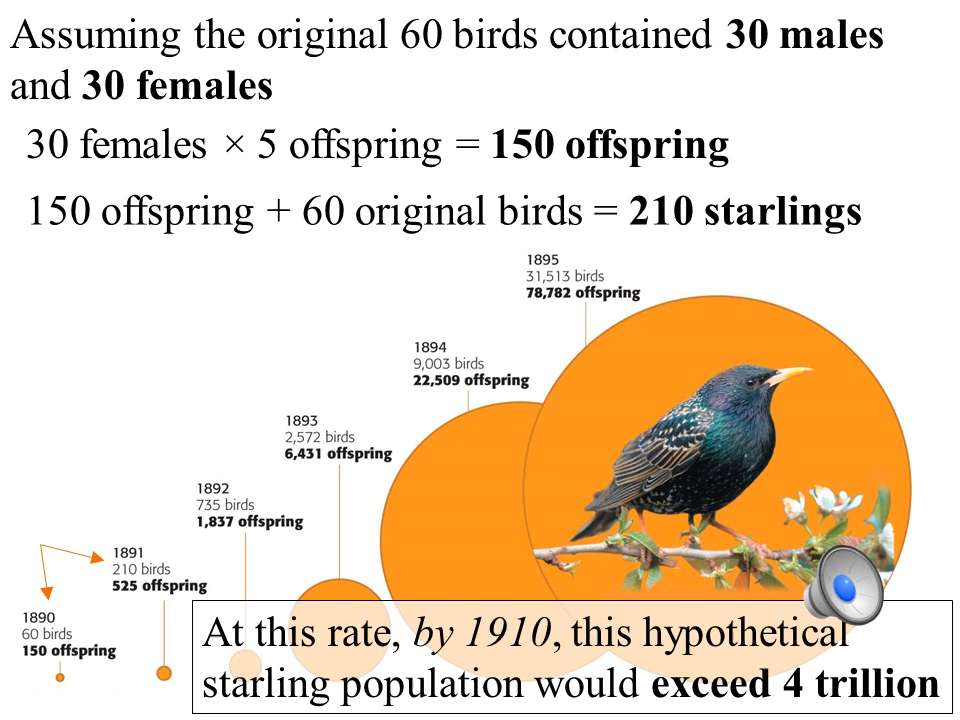 Assuming the original 60 birds contained 30 males
and 30 females
30 females × 5 offspring = 150 offspring
150 offspring + 60 original birds = 210 starlings
1895
31,513 birds
78,782 offspring
1894
9,003 birds
22,509 offspring
1893
2,572 birds
6,431 offspring
1892
735 birds
1,837 offspring
1891
210 birds
525 offspring
1890
60 birds
150 offspring
At this rate, by 1910, this hypothetical
starling population would exceed 4 trillion